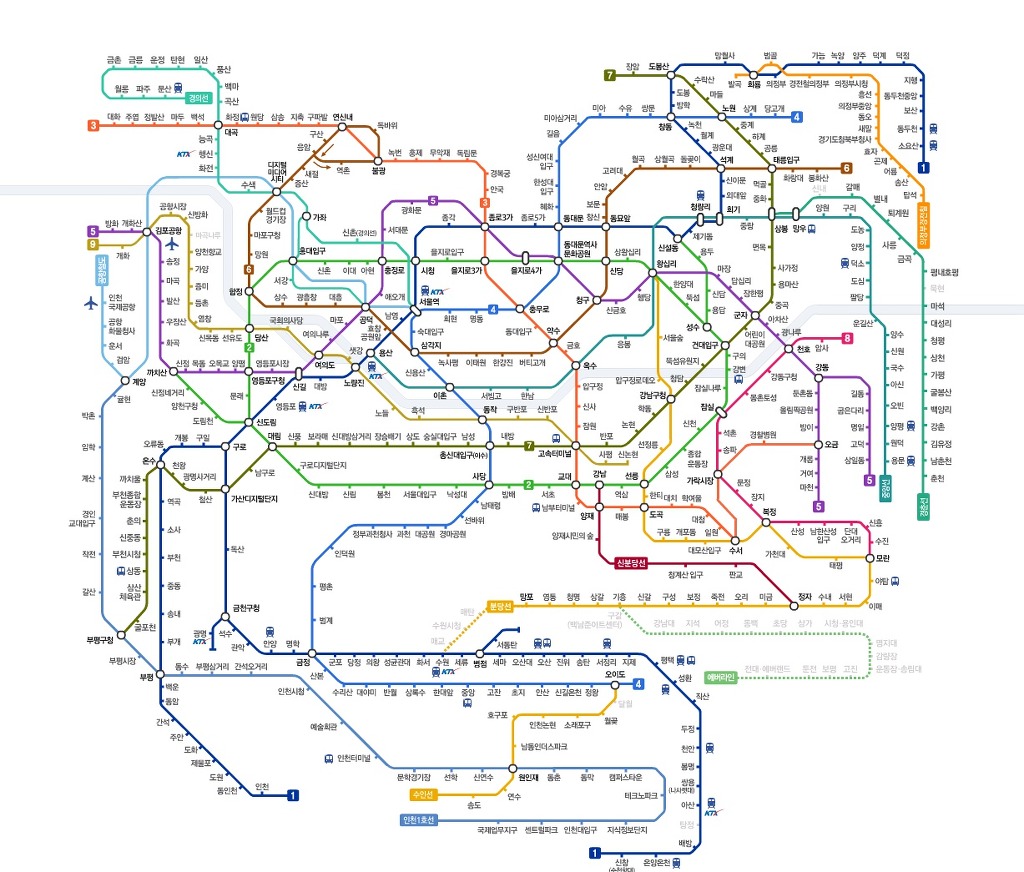 금촌 금릉 운정 탄현 일산
풍산
월롱 파주 문산
경의선
백마
곡산
3
대화 주엽 정발산 마두 백석
대곡
화정 원당 삼송 지축 구파발
연신내
독바위
구산
응암
역촌
새절
증산
불광
녹번 홍제 무악재 독립문
경복궁
안국
능곡
행신
화전
KTX
수색
디지털
미디어
시티
월드컵
경기장
마포구청
망원
6
합정
가좌
신촌(경의선)
홍대입구
신촌 이대 아현
서강
상수 광흥창 대흥
공덕
마포
애오개
충정로
서대문
광화문
5
종각
종로3가
종로5가
동대문
동묘앞
시청
을지로입구
을지로3가
을지로4가
동대문역사
문화공원
신당
상왕십리
왕십리
서울역
KTX
4
회현 명동
충무로
동대입구
약수
청구
신금호
행당
금호
옥수
응봉
7
장암
도봉산
망월사
회룡
발곡
범골
의정부
경전철의정부
의정부시청
흥선
의정부중앙
동오
새말
경기도청북부청사
효자
곤제
어룡
송산
탑석
의정부경전철
가능 녹양 양주 덕계 덕정
지행
동두천중앙
보산
동두천
소요산
1
수락산
마들
도봉
방학
창동
노원
상계 당고개
4
미아 수유 쌍문
미아삼거리
길음
성신여대
입구
한성대
입구
혜화
녹천
월계
광운대
중계
하계
공릉
석계
태릉입구
6
화랑대 봉화산
고려대
월곡 상월곡 돌곶이
안암
보문
창신
신이문
외대앞
청량리
회기
중랑
신설동
제기동
용두
먹골
중화
상봉
망우
면목
사가정
용마산
중곡
신내
갈매
별내
퇴계원
사릉
금곡
양원 구리
도농
양정
덕소
도심
팔당
운길산
양수
신원
국수
아신
오빈
양평
원덕
용문
중앙선
평내호평
묵현
마석
대성리
청평
상천
가평
굴봉산
백양리
강촌
김유정
남춘천
춘천
경춘선
5
방화 개화산
9
개화
김포공항
공항시장
신방화
마곡나루
양천향교
가양
증미
등촌
염창
송정
마곡
발산
우장산
화곡
신목동 선유도
당산
2
국회의사당
여의나루
여의도
샛강
공항철도
인천
국제공항
공항
화물청사
운서
검암
계양
귤현
박촌
임학
계산
경인
교대입구
작전
갈산
부평구청
부평시장
까치산
신정 목동 오목교 양평
영등포구청
영등포시장
신길
대방
노량진
용산
KTX
영등포
KTX
신정네거리
양천구청
도림천
문래
신도림
남영
효창
공원앞
숙대입구
삼각지
녹사평 이태원 한강진 버티고개
신용산
이촌
서빙고 한남
노들
흑석
동작
구반포
신반포
개봉 구일
구로
오류동
온수
천왕
광명사거리
철산
가산디지털단지
남구로
구로디지털단지
대림
신풍 보라매 신대방삼거리 장승배기 상도 숭실대입구 남성
총신대입구(이수)
내방
7
고속터미널
반포
사평 신논현
논현
학동
강남구청
청담
압구정로데오
서울숲
뚝섬유원지
건대입구
성수
뚝섬
한양대
신답
용답
마장
답십리
장한평
군자
아차산
광나루
어린이
대공원
구의
강변
잠실나루
잠실
천호
8
암사
강동구청
몽촌토성
강동
둔촌동
올림픽공원
방이
오금
개롱
거여
마천
5
길동
굽은다리
명일
고덕
상일동
5
석촌
송파
가락시장
경찰병원
문정
장지
복정
산성
남한산성
입구
단대
오거리
신흥
수진
모란
야탑
이매
가천대
태평
압구정
신사
잠원
교대
강남
역삼
선릉
선정릉
삼성
종합
운동장
신천
한티 대치 학여울
대청
도곡
구룡 개포동
일원
대모산입구
수서
매봉
양재
양재시민의 숲
신분당선
청계산 입구
판교
정자
남부터미널
신대방 신림 봉천 서울대입구 낙성대
사당
방배
2
서초
남태령
선바위
정부과천청사 과천 대공원 경마공원
인덕원
평촌
범계
금정
까치울
부천종합
운동장
춘의
신중동
부천시청
상동
삼산
체육관
굴포천
역곡
소사
부천
중동
송내
부개
부평
백운
동암
간석
주안
도화
제물포
도원
동인천
인천
1
독산
금천구청
광명
KTX
석수
관악
안양
명학
군포 당정 의왕 성균관대 화서 수원 세류
KTX
병점
서동탄
세마 오산대 오산 진위 송탄 서정리 지제
평택
성환
직산
두정
천안
봉명
쌍용
(나사렛대)
아산
KTX
탕정
배방
온양온천
신창
(순천향대)
1
산본
수리산 대야미 반월 상록수 한대앞 중앙 고잔 초지 안산 신길온천 정왕
오이도
4
달월
월곶
소래포구
인천논현
호구포
남동인더스파크
원인재
연수
송도
수인선
동수 부평삼거리 간석오거리
인천시청
예술회관
인천터미널
문학경기장 선학 신연수
동춘 동막 캠퍼스타운
테크노파크
지식정보단지
인천대입구
센트럴파크
국제업무지구
인천1호선
분당선
망포 영통 청명 상갈 기흥 신갈 구성 보정 죽전 오리 미금
수내 서현
매탄
수원시청
매교
구갈
(백남준아트센터)
강남대 지석 어정 동백 초당 삼가 시청·용인대
명지대
김량장
운동장·송담대
고진
보평
둔전
전대·에버랜드
에버라인